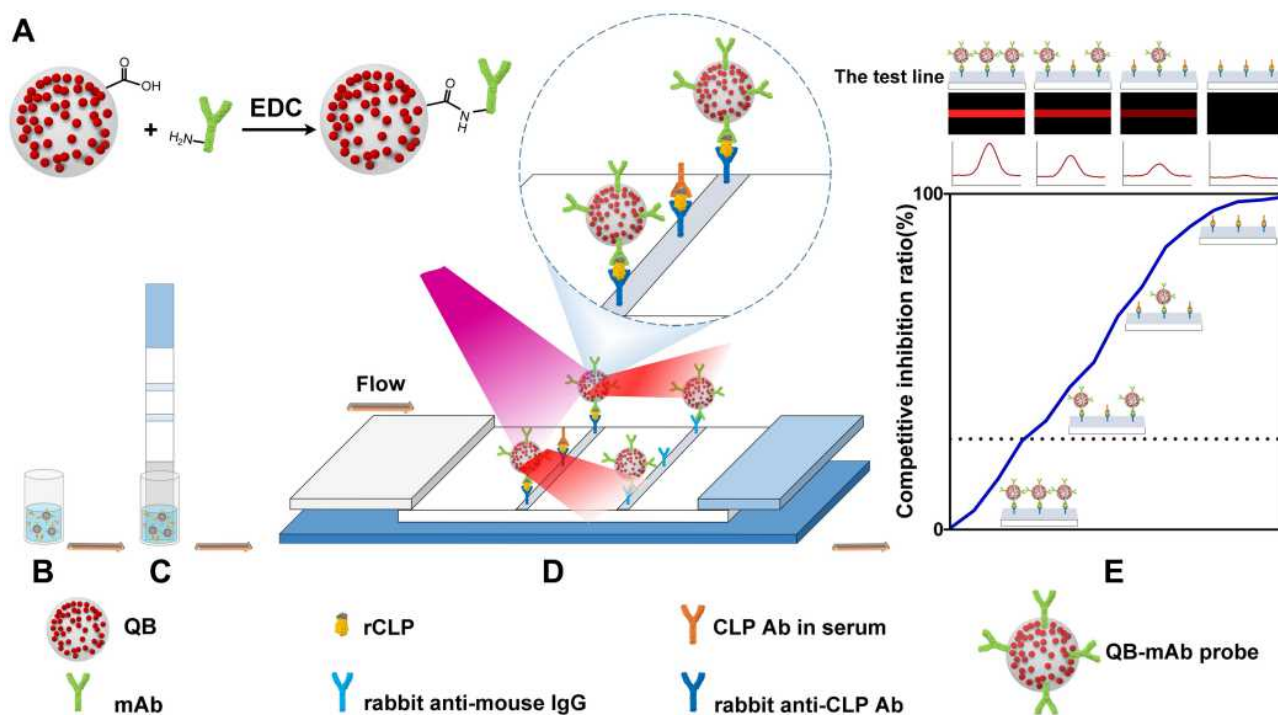 A
O
OH
+
H₂N
EDC
O
N
H
The test line
Flow
Competitive inhibition ratio(%)
100
0
B
C
D
E
QB
rCLP
CLP Ab in serum
QB-mAb probe
mAb
rabbit anti-mouse IgG
rabbit anti-CLP Ab